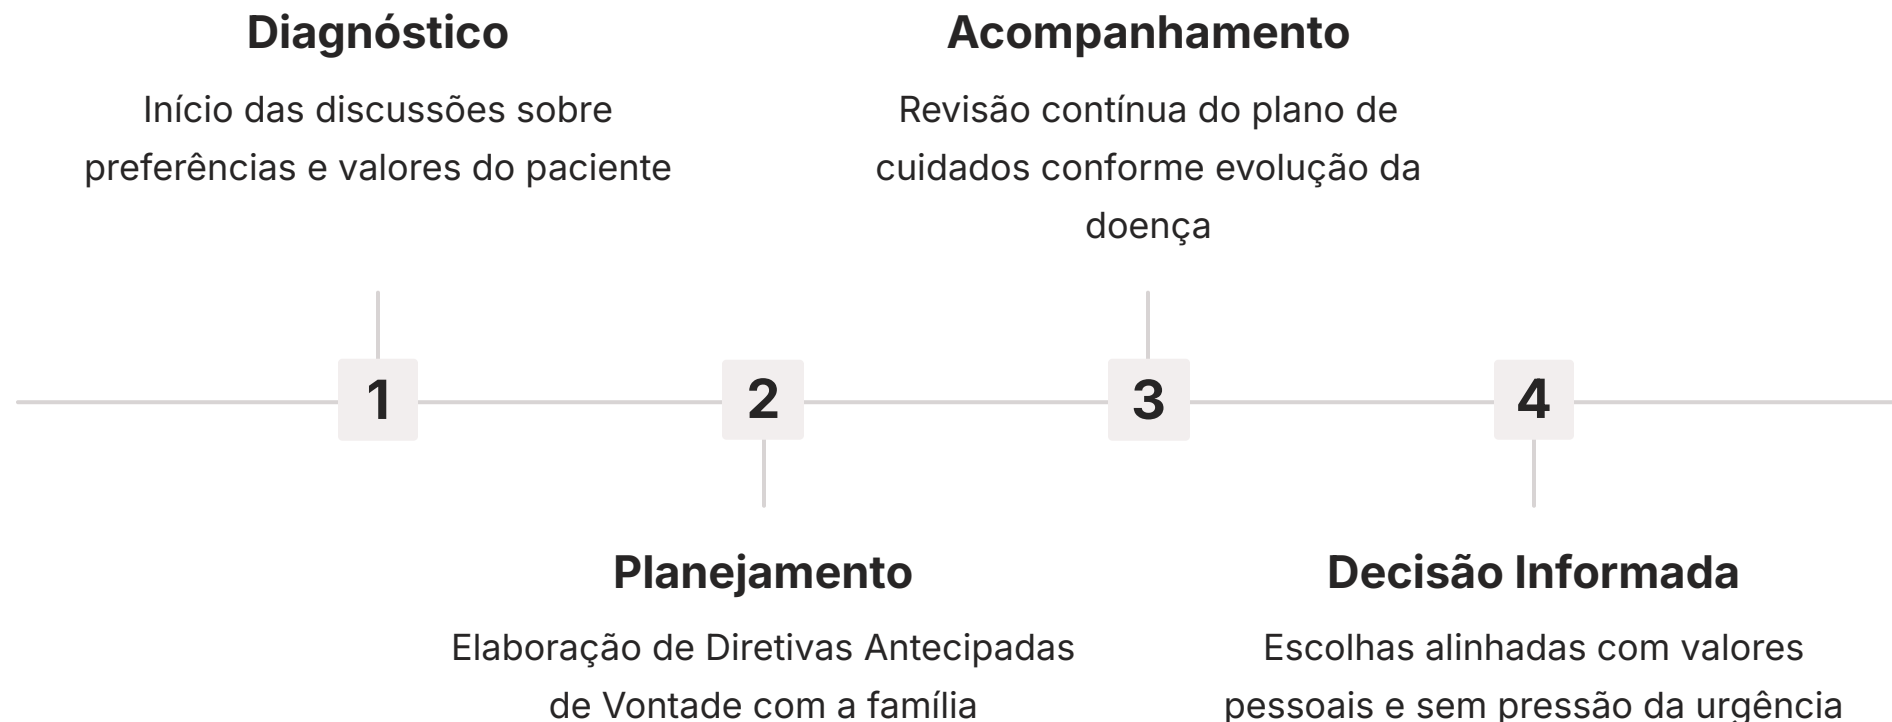 Diagnóstico
Início das discussões sobre
preferências e valores do paciente
Acompanhamento
Revisão contínua do plano de
cuidados conforme evolução da
doença
1
2
3
4
Planejamento
Elaboração de Diretivas Antecipadas
de Vontade com a família
Decisão Informada
Escolhas alinhadas com valores
pessoais e sem pressão da urgência